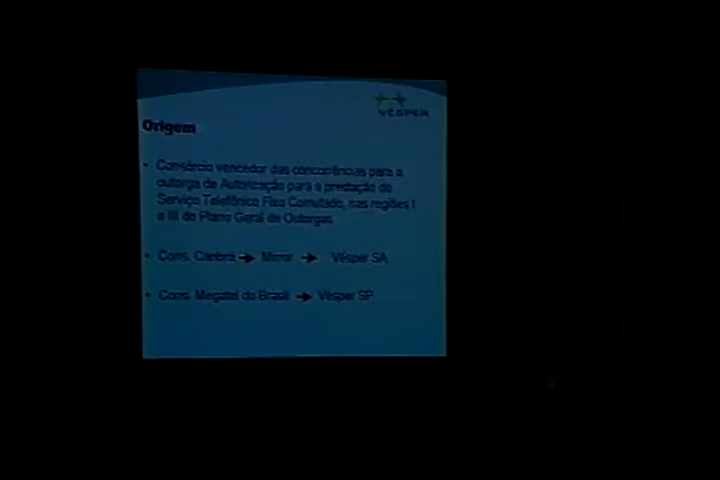 VÉSPER
Origem
• Consórcio vencedor das concorrências para a
outorga de Autorização para a prestação do
Serviço Telefônico Fixo Comutado, nas regiões I
e III do Plano Geral de Outorgas
• Cons. Canbrá → Mirror → Vésper SA
• Cons. Megatel do Brasil → Vésper SP